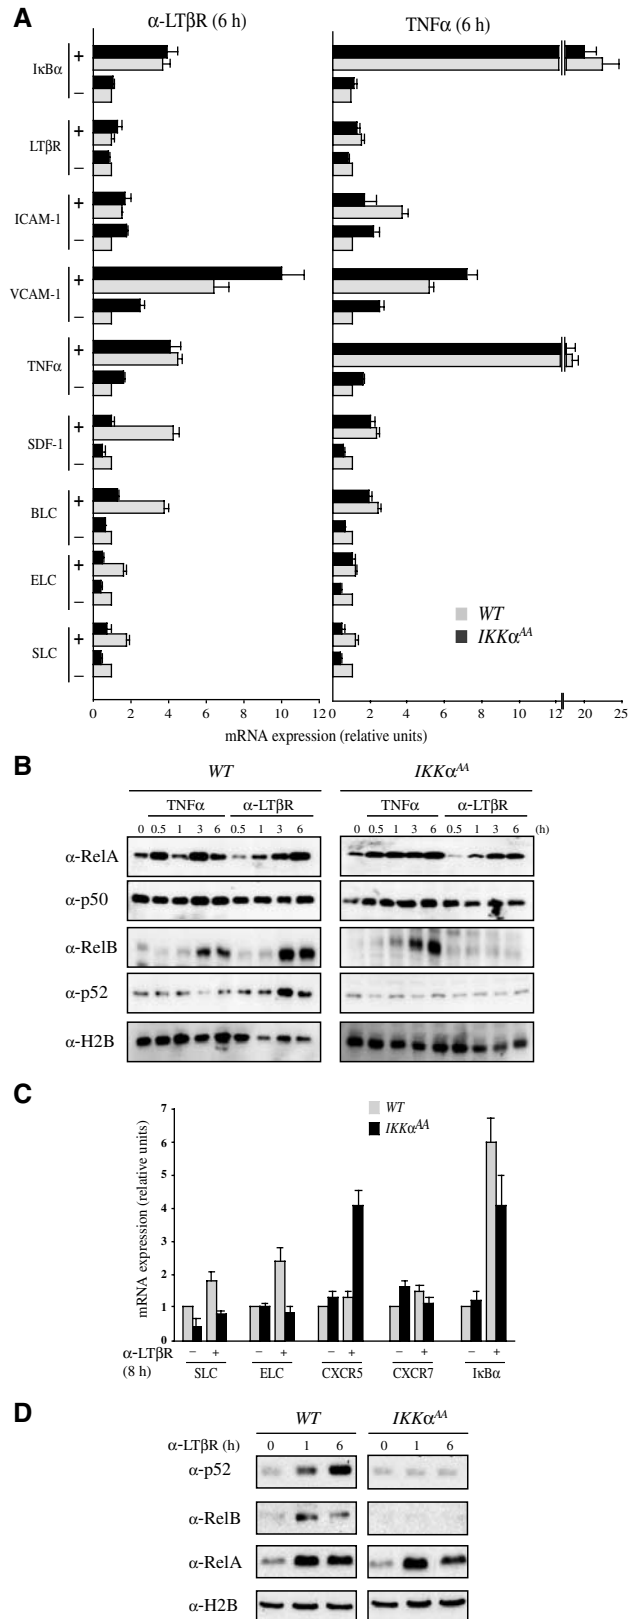 A
α-LTβR (6 h)
TNFα (6 h)
IκBα
+
−
LTβR
+
−
ICAM-1
+
−
VCAM-1
+
−
TNFα
+
−
SDF-1
+
−
BLC
+
−
ELC
+
−
SLC
+
−
WT
IKKα^AA
0 2 4 6 8 10 12 0 2 4 6 8 10 12 20 25
mRNA expression (relative units)
B
WT IKKα^AA
TNFα α-LTβR TNFα α-LTβR
0 0.5 1 3 6 0.5 1 3 6 0 0.5 1 3 6 0.5 1 3 6 (h)
α-RelA
α-p50
α-RelB
α-p52
α-H2B
C
mRNA expression (relative units)
7
6
5
4
3
2
1
0
WT
IKKα^AA
α-LTβR − + − + − + − + − +
(8 h) SLC ELC CXCR5 CXCR7 IκBα
D
WT IKKα^AA
α-LTβR (h) 0 1 6 0 1 6
α-p52
α-RelB
α-RelA
α-H2B